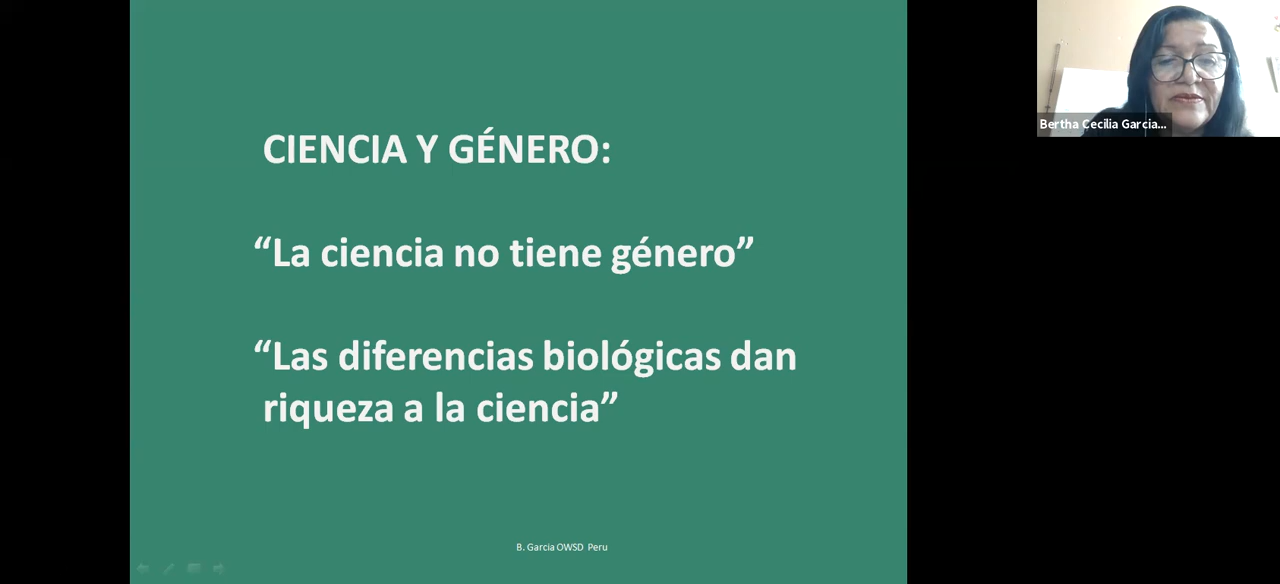 CIENCIA Y GÉNERO:
“La ciencia no tiene género”
“Las diferencias biológicas dan
riqueza a la ciencia”
B. Garcia OWSD Peru
Bertha Cecilia Garcia...